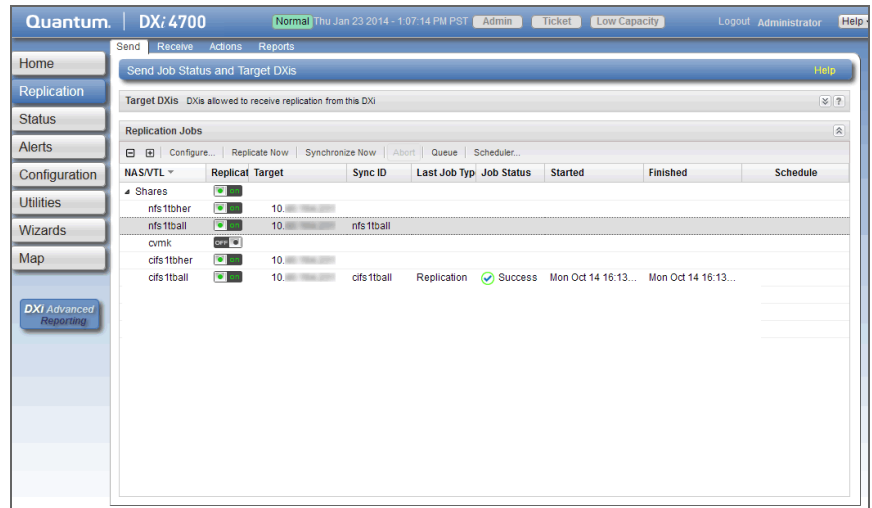 Quantum. DXi 4700 Normal Thu Jan 23 2014 - 1:07:14 PM PST Admin Ticket Low Capacity Logout Administrator Help
Send Receive Actions Reports
Home
Replication
Status
Alerts
Configuration
Utilities
Wizards
Map
DXi Advanced
Reporting
Send Job Status and Target DXis Help
Target DXis DXis allowed to receive replication from this DXi ?
Replication Jobs
Configure... Replicate Now Synchronize Now Abort Queue Scheduler...
NAS/VTL Replicat Target Sync ID Last Job Typ Job Status Started Finished Schedule
Shares on
nfs1tbher on 10.
nfs1tball on 10. nfs1tball
cvmk OFF
cifs1tbher on 10.
cifs1tball on 10. cifs1tball Replication Success Mon Oct 14 16:13... Mon Oct 14 16:13...